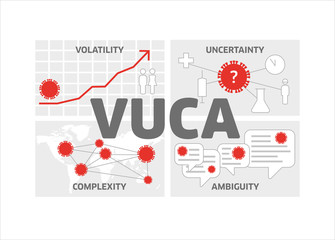 VOLATILITY
UNCERTAINTY
?
VUCA
COMPLEXITY
AMBIGUITY